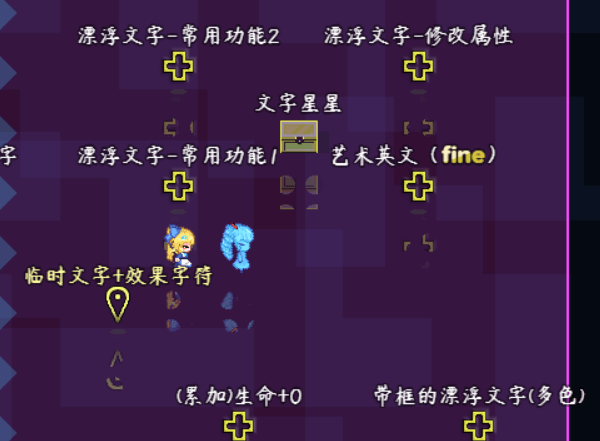 漂浮文字-常用功能2
漂浮文字-修改属性
文字星星
字
漂浮文字-常用功能1
艺术英文（fine）
临时文字+效果字符
(累加)生命+0
带框的漂浮文字(多色)